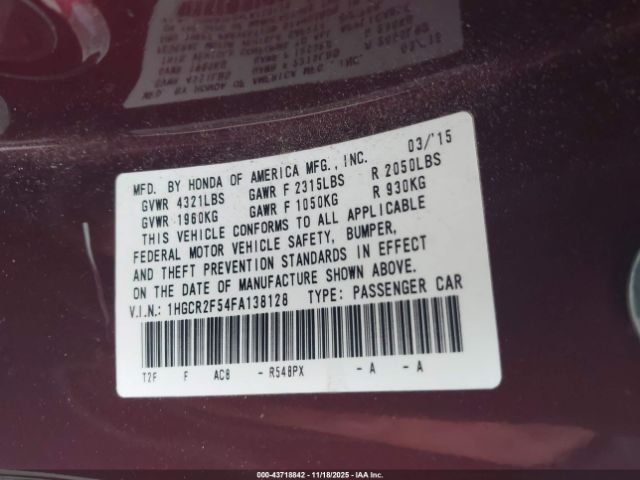 03/'15
MFD. BY HONDA OF AMERICA MFG., INC.
GVWR 4321LBS GAWR F 2315LBS R 2050LBS
GVWR 1960KG GAWR F 1050KG R 930KG
THIS VEHICLE CONFORMS TO ALL APPLICABLE
FEDERAL MOTOR VEHICLE SAFETY, BUMPER,
AND THEFT PREVENTION STANDARDS IN EFFECT
ON THE DATE OF MANUFACTURE SHOWN ABOVE.
V.I.N.: 1HGCR2F54FA138128 TYPE: PASSENGER CAR
T2F F AC8 - R548PX - A - A
000-43718842 - 11/18/2025 - IAA Inc.